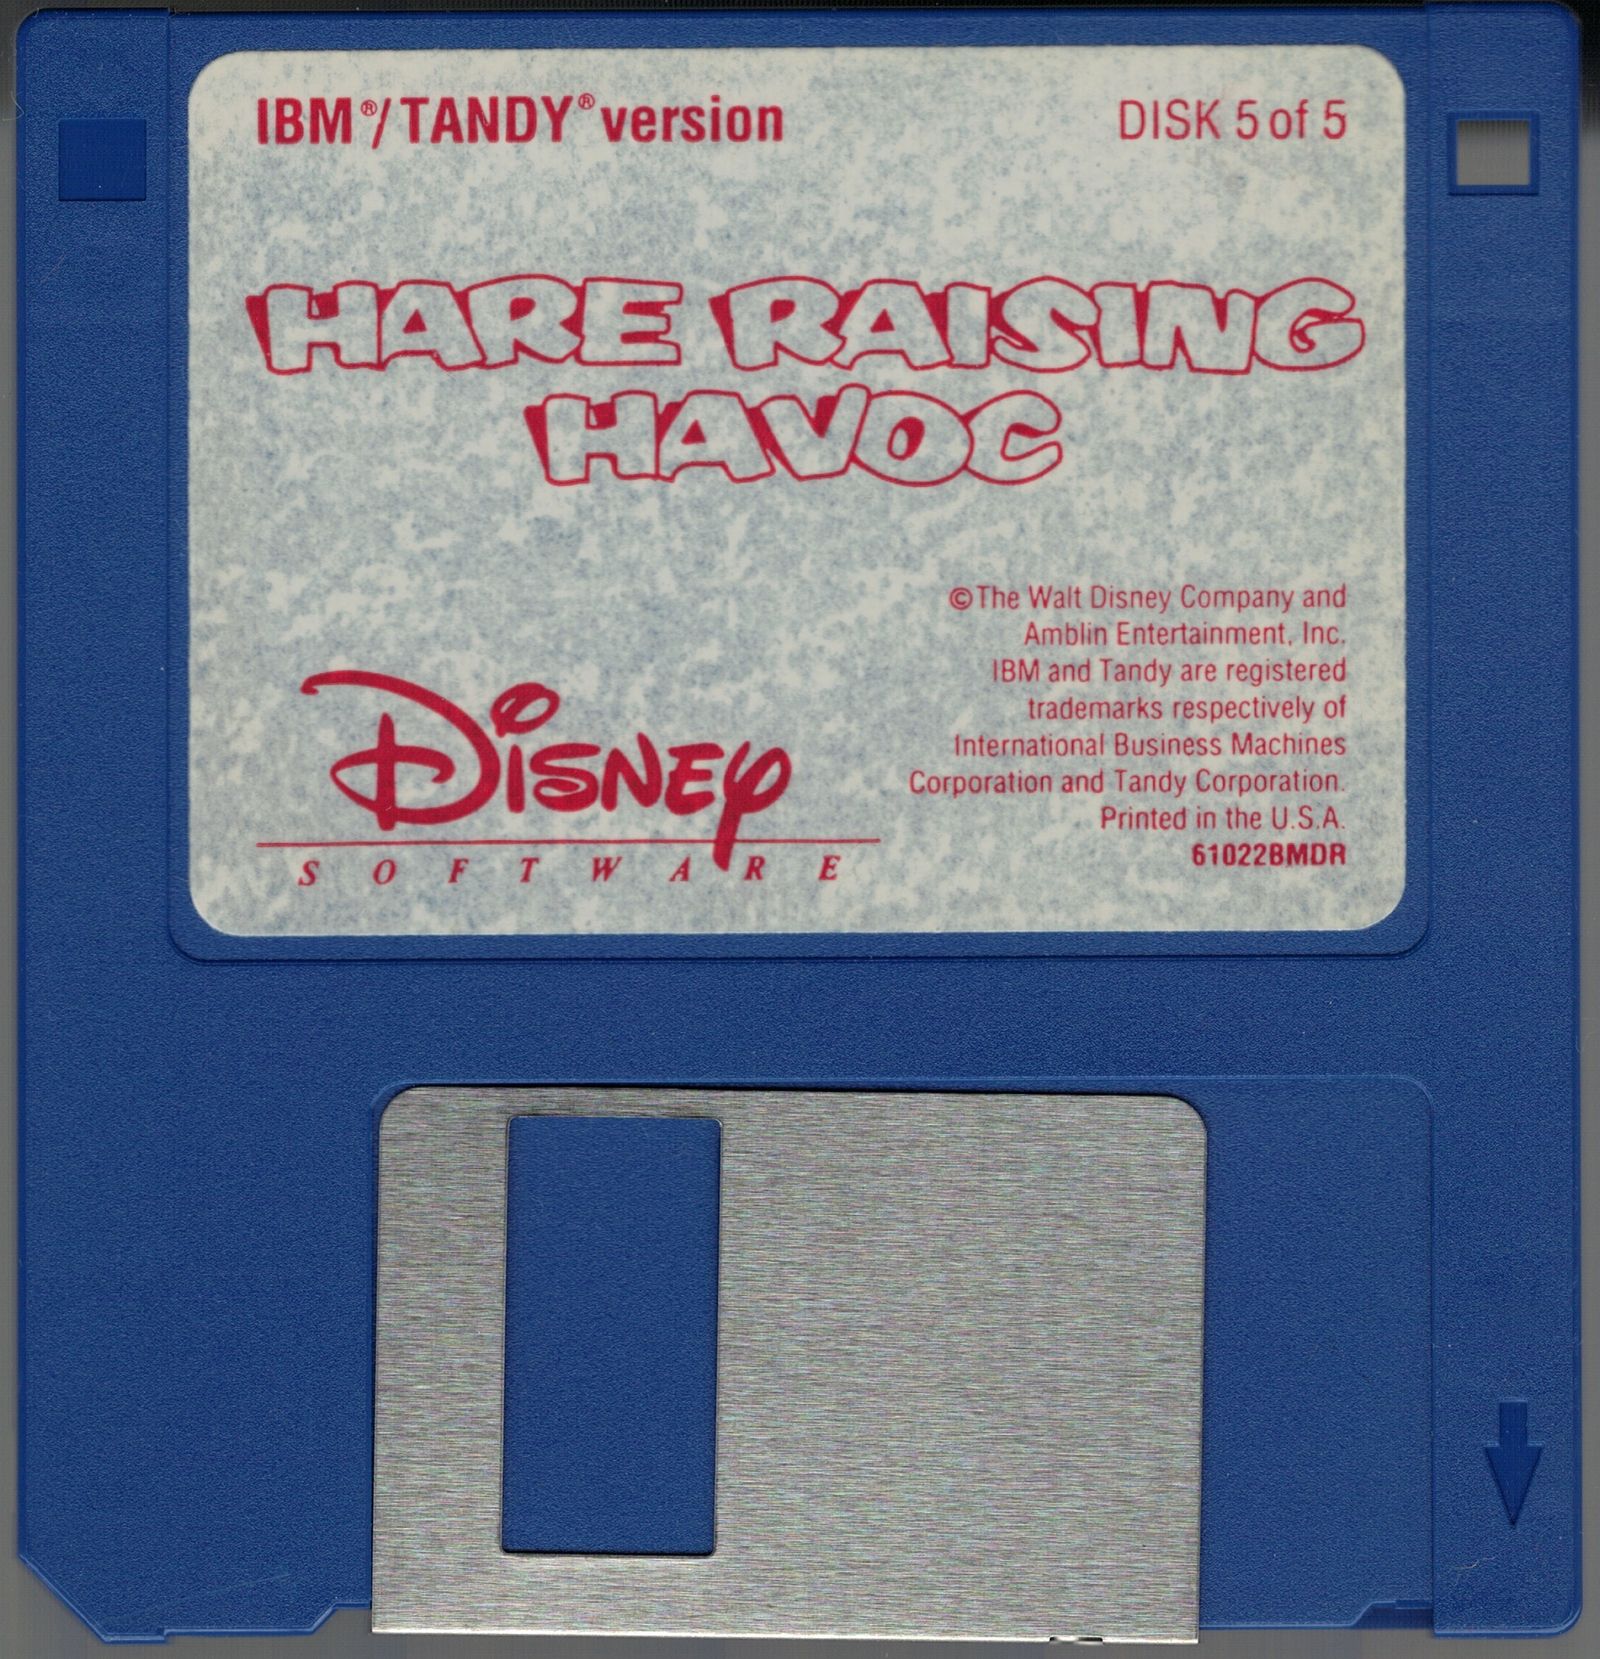 IBM®/TANDY® version
DISK 5 of 5
HARE RAISING
HAVOC
©The Walt Disney Company and
Amblin Entertainment, Inc.
IBM and Tandy are registered
trademarks respectively of
International Business Machines
Corporation and Tandy Corporation.
Printed in the U.S.A.
61022BMDR
Disney
SOFTWARE